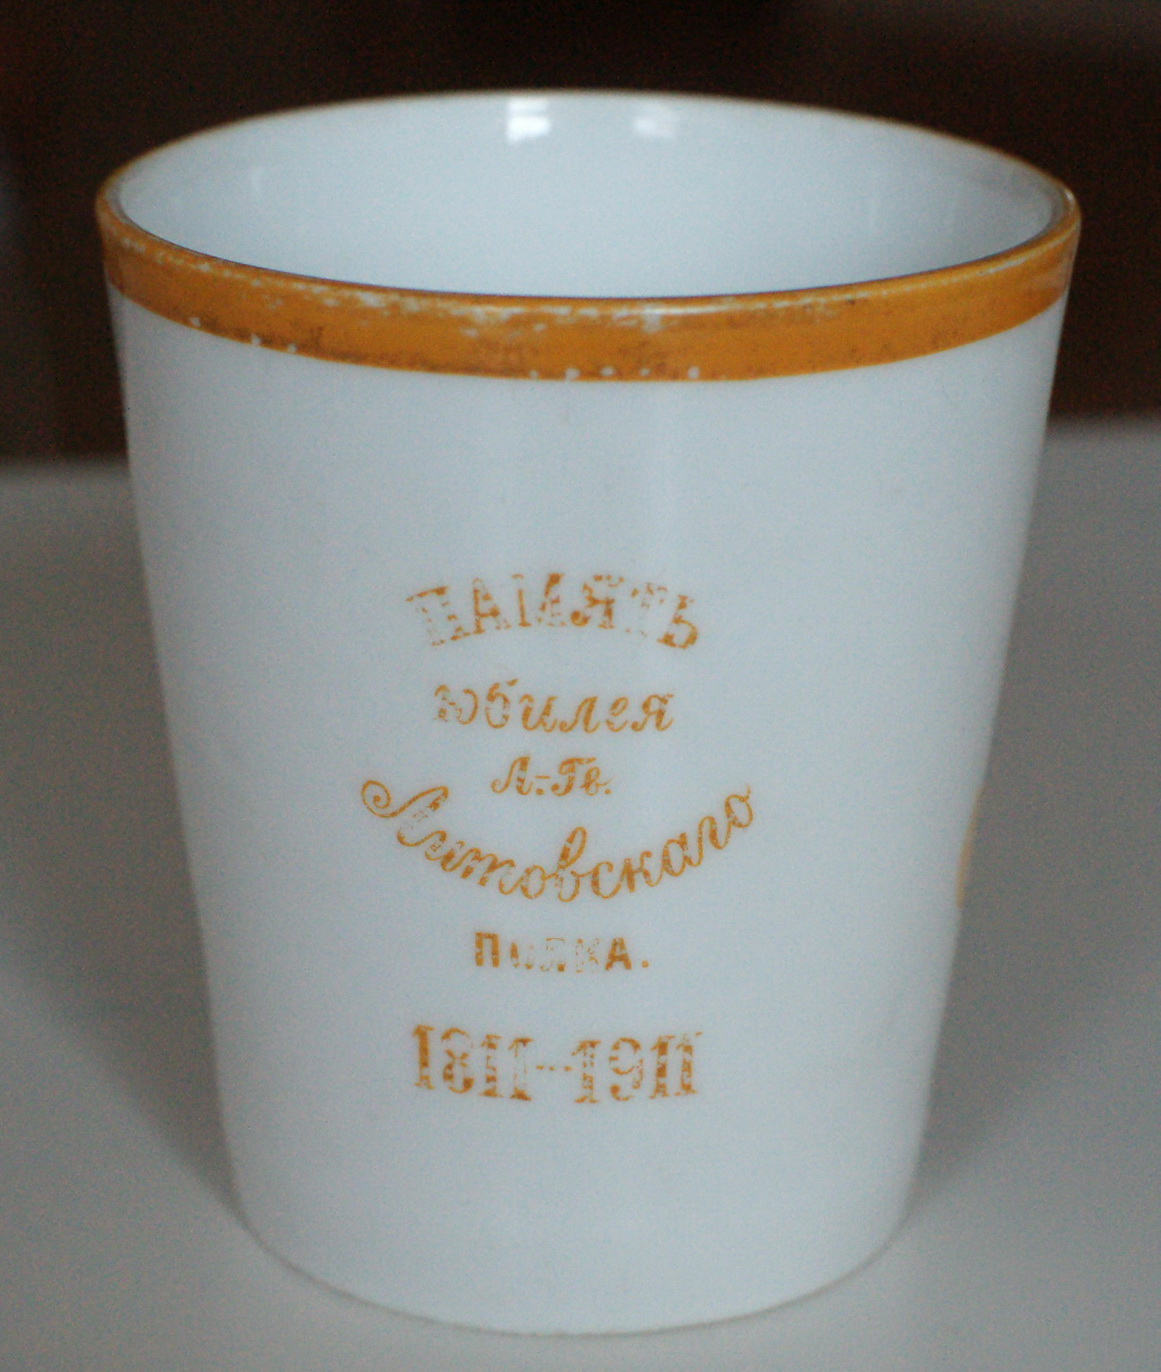 ПАМЯТЬ
юбилея
Л.-Гв.
Литовскаго
ПОЛКА.
1811-1911